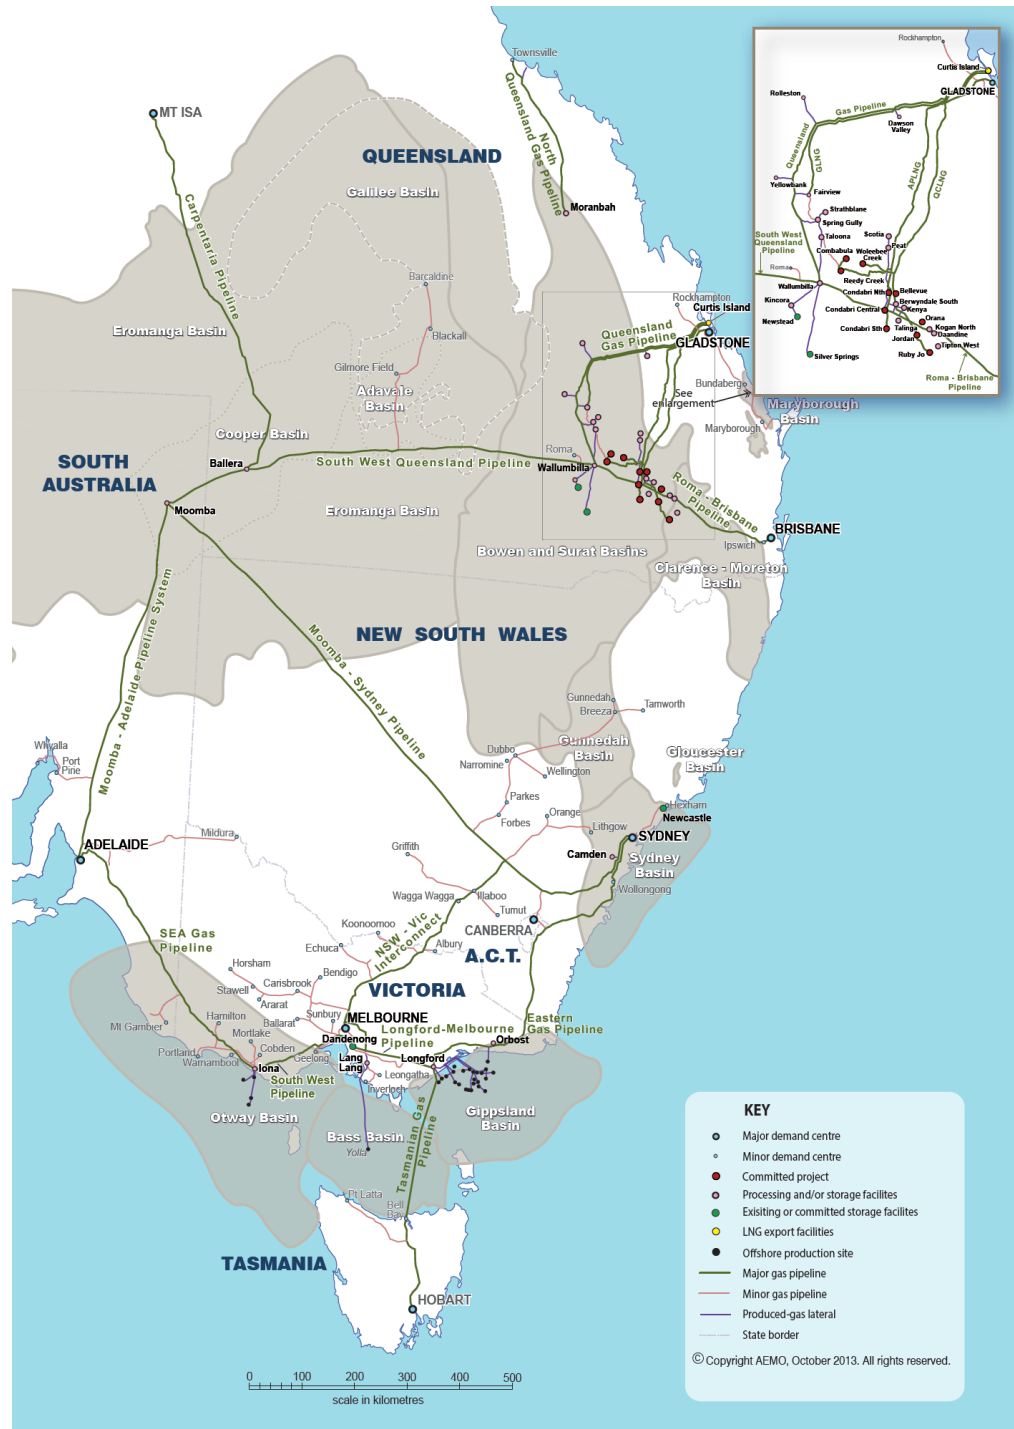 Townsville
North
Queensland Gas Pipeline
Gas Pipeline
MT ISA
QUEENSLAND
Galilee Basin
Moranbah
Carpentaria Pipeline
Barcaldine
Blackall
Eromanga Basin
Gilmore Field
Adavale
Basin
Cooper Basin
Rockhampton
Curtis Island
Queensland
Gas Pipeline
GLADSTONE
See
enlargement
Bundaberg
Maryborough
Maryborough
Basin
SOUTH
AUSTRALIA
Ballera
South West Queensland Pipeline
Roma
Wallumbilla
Moomba
Eromanga Basin
Roma - Brisbane
Pipeline
BRISBANE
Ipswich
Bowen and Surat Basins
Clarence - Moreton
Basin
Moomba - Adelaide Pipeline System
NEW SOUTH WALES
Moomba - Sydney Pipeline
Gunnedah
Breeza
Tamworth
Gunnedah
Basin
Gloucester
Basin
Dubbo
Narromine
Wellington
Whyalla
Port
Pirie
Parkes
Forbes
Orange
Lithgow
Hexham
Newcastle
SYDNEY
ADELAIDE
Mildura
Griffith
Camden
Sydney
Basin
Wollongong
Wagga Wagga
Illaboo
Tumut
CANBERRA
A.C.T.
SEA Gas
Pipeline
Koonoomoo
NSW - Vic
Interconnect
Echuca
Albury
Horsham
Bendigo
Stawell
Carisbrook
Ararat
VICTORIA
Hamilton
Ballarat
Sunbury
MELBOURNE
Longford-Melbourne
Pipeline
Eastern
Gas Pipeline
Mt Gambier
Mortlake
Cobden
Dandenong
Orbost
Portland
Warnambool
Geelong
Lang
Lang
Longford
Iona
South West
Pipeline
Leongatha
Inverloch
Otway Basin
Bass Basin
Yolla
Gippsland
Basin
Tasmanian Gas
Pipeline
Pt Latta
Bell
Bay
TASMANIA
HOBART
0 100 200 300 400 500
scale in kilometres
Rockhampton
Curtis Island
GLADSTONE
Rolleston
Gas Pipeline
Dawson
Valley
Queensland
GLNG
APLNG
QCLNG
Yellowbank
Fairview
Strathblane
Spring Gully
Taloona
Scotia
Peat
South West
Queensland
Pipeline
Combabula
Woleebee
Creek
Roma
Reedy Creek
Wallumbilla
Condabri Nth
Bellevue
Kincora
Berwyndale South
Condabri Central
Kenya
Newstead
Orana
Condabri Sth
Talinga
Kogan North
Daandine
Jordan
Tipton West
Silver Springs
Ruby Jo
Roma - Brisbane
Pipeline
KEY
Major demand centre
Minor demand centre
Committed project
Processing and/or storage facilites
Exisiting or committed storage facilites
LNG export facilities
Offshore production site
Major gas pipeline
Minor gas pipeline
Produced-gas lateral
State border
© Copyright AEMO, October 2013. All rights reserved.